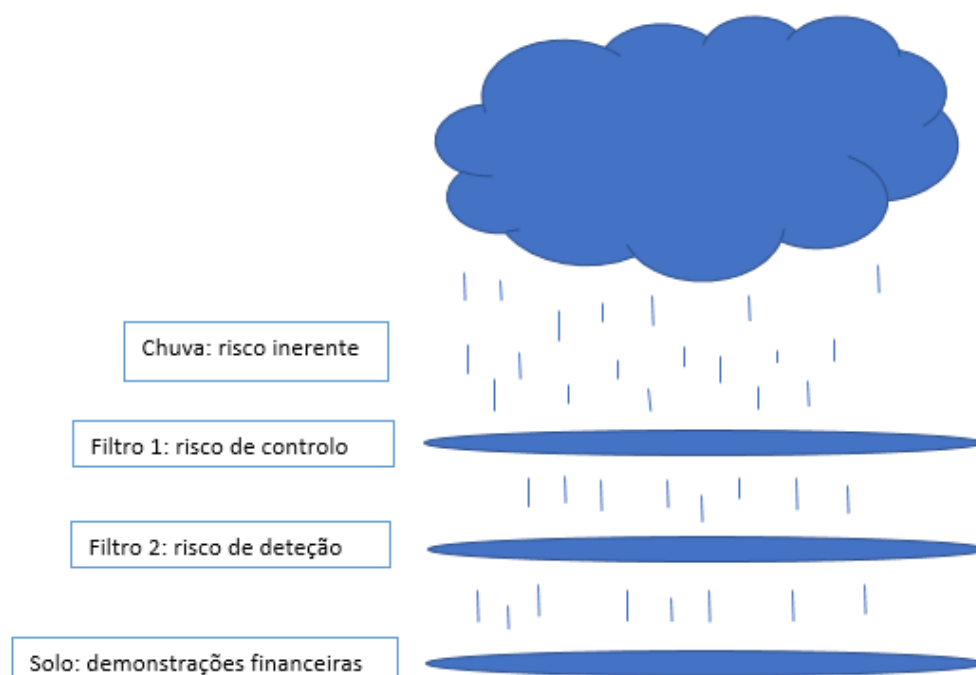 Chuva: risco inerente
Filtro 1: risco de controlo
Filtro 2: risco de deteção
Solo: demonstrações financeiras